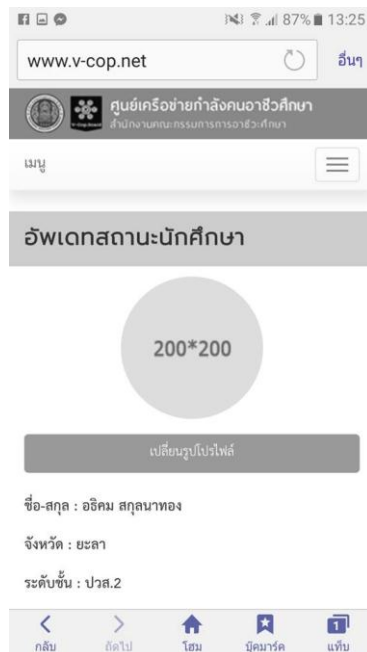 87% 13:25
www.v-cop.net อื่นๆ
ศูนย์เครือข่ายกำลังคนอาชีวศึกษา
สำนักงานคณะกรรมการการอาชีวะศึกษา
เมนู
อัพเดทสถานะนักศึกษา
200*200
เปลี่ยนรูปโปรไฟล์
ชื่อ-สกุล : อธิคม สกุลนาทอง
จังหวัด : ยะลา
ระดับชั้น : ปวส.2
กลับ ถัดไป โฮม บุ๊คมาร์ค 1 แท็บ